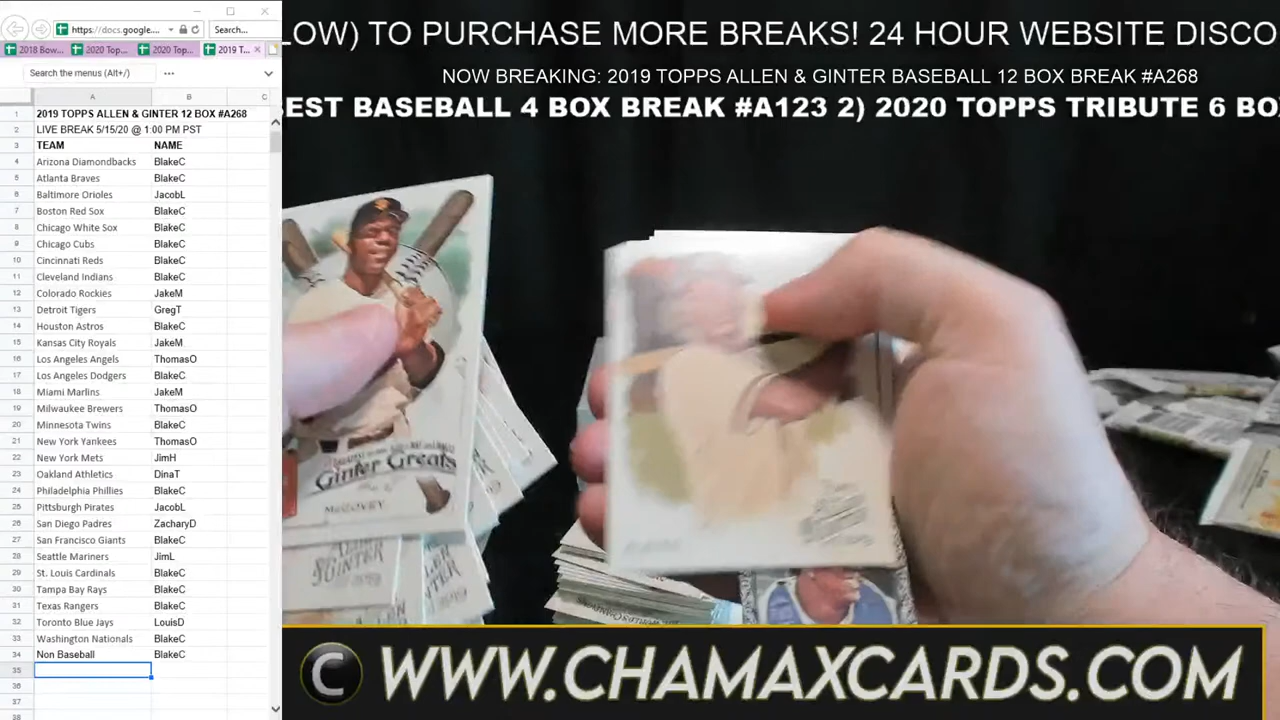 https://docs.google....
Search...
2018 Bow...
2020 Top...
2020 Top...
2019 T...
Search the menus (Alt+/)
A B C
1 2019 TOPPS ALLEN & GINTER 12 BOX #A268
2 LIVE BREAK 5/15/20 @ 1:00 PM PST
3 TEAM NAME
4 Arizona Diamondbacks BlakeC
5 Atlanta Braves BlakeC
6 Baltimore Orioles JacobL
7 Boston Red Sox BlakeC
8 Chicago White Sox BlakeC
9 Chicago Cubs BlakeC
10 Cincinnati Reds BlakeC
11 Cleveland Indians BlakeC
12 Colorado Rockies JakeM
13 Detroit Tigers GregT
14 Houston Astros BlakeC
15 Kansas City Royals JakeM
16 Los Angeles Angels ThomasO
17 Los Angeles Dodgers BlakeC
18 Miami Marlins JakeM
19 Milwaukee Brewers ThomasO
20 Minnesota Twins BlakeC
21 New York Yankees ThomasO
22 New York Mets JimH
23 Oakland Athletics DinaT
24 Philadelphia Phillies BlakeC
25 Pittsburgh Pirates JacobL
26 San Diego Padres ZacharyD
27 San Francisco Giants BlakeC
28 Seattle Mariners JimL
29 St. Louis Cardinals BlakeC
30 Tampa Bay Rays BlakeC
31 Texas Rangers BlakeC
32 Toronto Blue Jays LouisD
33 Washington Nationals BlakeC
34 Non Baseball BlakeC
35
36
37
38
LOW) TO PURCHASE MORE BREAKS! 24 HOUR WEBSITE DISCO
NOW BREAKING: 2019 TOPPS ALLEN & GINTER BASEBALL 12 BOX BREAK #A268
EST BASEBALL 4 BOX BREAK #A123 2) 2020 TOPPS TRIBUTE 6 BO
Ginter Greats
McCOVEY
C WWW.CHAMAXCARDS.COM